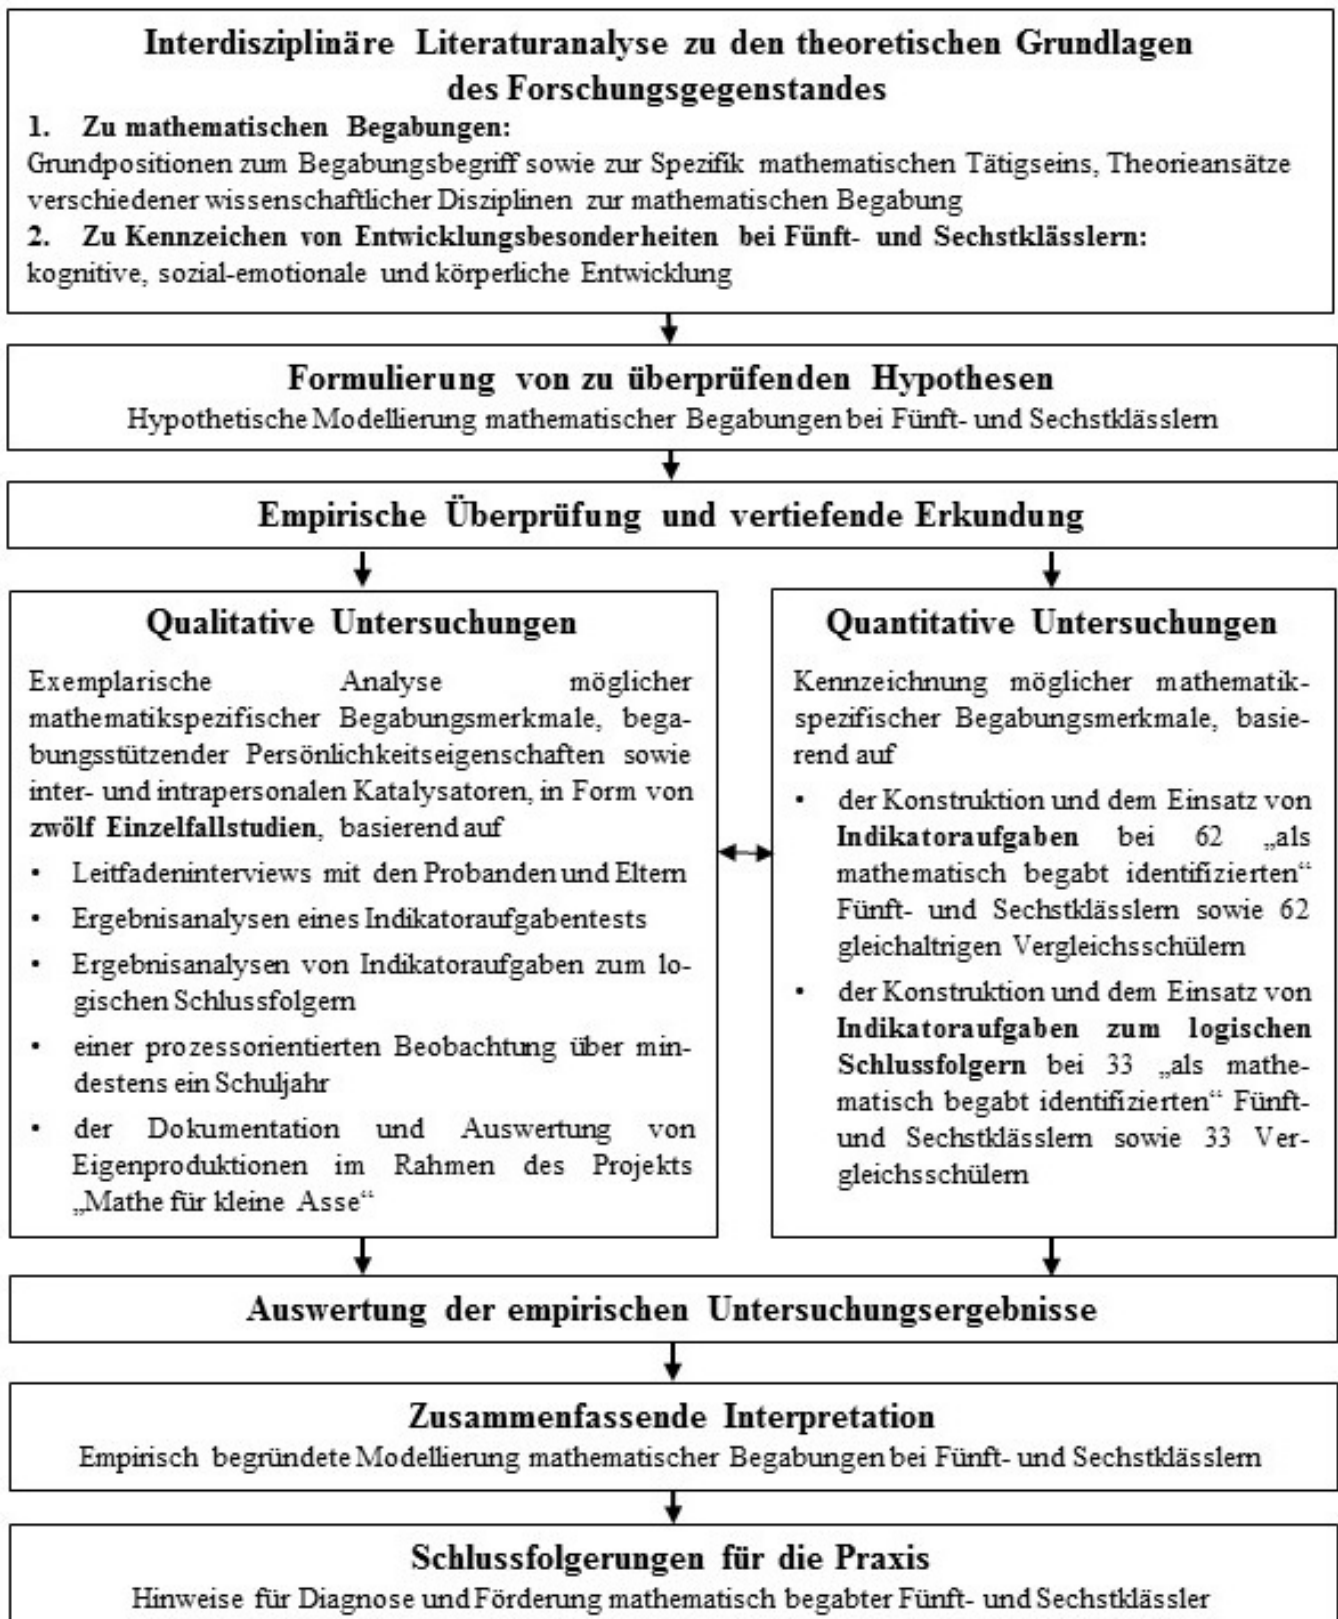 Interdisziplinäre Literaturanalyse zu den theoretischen Grundlagen
des Forschungsgegenstandes
1. Zu mathematischen Begabungen:
Grundpositionen zum Begabungsbegriff sowie zur Spezifik mathematischen Tätigseins, Theorieansätze
verschiedener wissenschaftlicher Disziplinen zur mathematischen Begabung
2. Zu Kennzeichen von Entwicklungsbesonderheiten bei Fünft- und Sechstklässlern:
kognitive, sozial-emotionale und körperliche Entwicklung
Formulierung von zu überprüfenden Hypothesen
Hypothetische Modellierung mathematischer Begabungen bei Fünft- und Sechstklässlern
Empirische Überprüfung und vertiefende Erkundung
Qualitative Untersuchungen
Exemplarische Analyse möglicher
mathematikspezifischer Begabungsmerkmale, bega-
bungsstützender Persönlichkeitseigenschaften sowie
inter- und intrapersonalen Katalysatoren, in Form von
zwölf Einzelfallstudien, basierend auf
• Leitfadeninterviews mit den Probanden und Eltern
• Ergebnisanalysen eines Indikatoraufgabentests
• Ergebnisanalysen von Indikatoraufgaben zum lo-
gischen Schlussfolgern
• einer prozessorientierten Beobachtung über min-
destens ein Schuljahr
• der Dokumentation und Auswertung von
Eigenproduktionen im Rahmen des Projekts
„Mathe für kleine Asse“
Quantitative Untersuchungen
Kennzeichnung möglicher mathematik-
spezifischer Begabungsmerkmale, basie-
rend auf
• der Konstruktion und dem Einsatz von
Indikatoraufgaben bei 62 „als
mathematisch begabt identifizierten“
Fünft- und Sechstklässlern sowie 62
gleichaltrigen Vergleichsschülern
• der Konstruktion und dem Einsatz von
Indikatoraufgaben zum logischen
Schlussfolgern bei 33 „als mathe-
matisch begabt identifizierten“ Fünft-
und Sechstklässlern sowie 33 Ver-
gleichsschülern
Auswertung der empirischen Untersuchungsergebnisse
Zusammenfassende Interpretation
Empirisch begründete Modellierung mathematischer Begabungen bei Fünft- und Sechstklässlern
Schlussfolgerungen für die Praxis
Hinweise für Diagnose und Förderung mathematisch begabter Fünft- und Sechstklässler